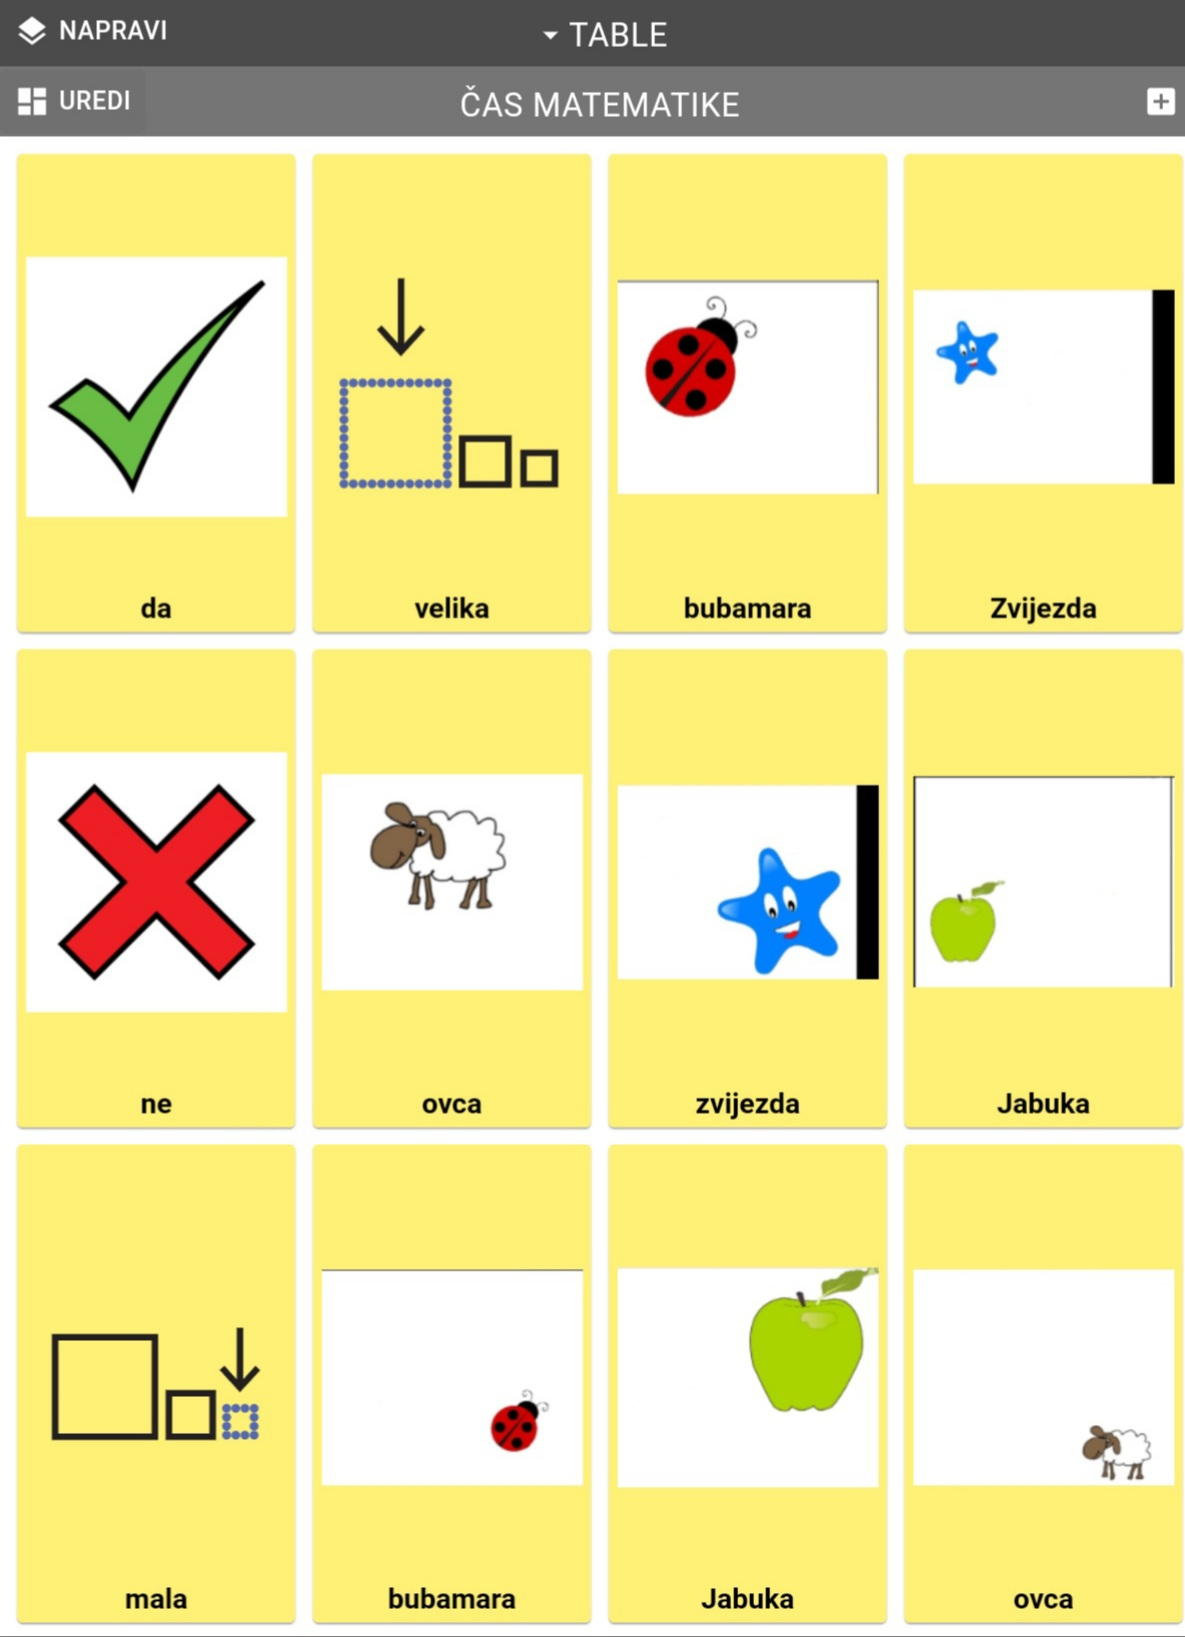 NAPRAVI
TABLE
UREDI
ČAS MATEMATIKE
da
velika
bubamara
Zvijezda
ne
ovca
zvijezda
Jabuka
mala
bubamara
Jabuka
ovca